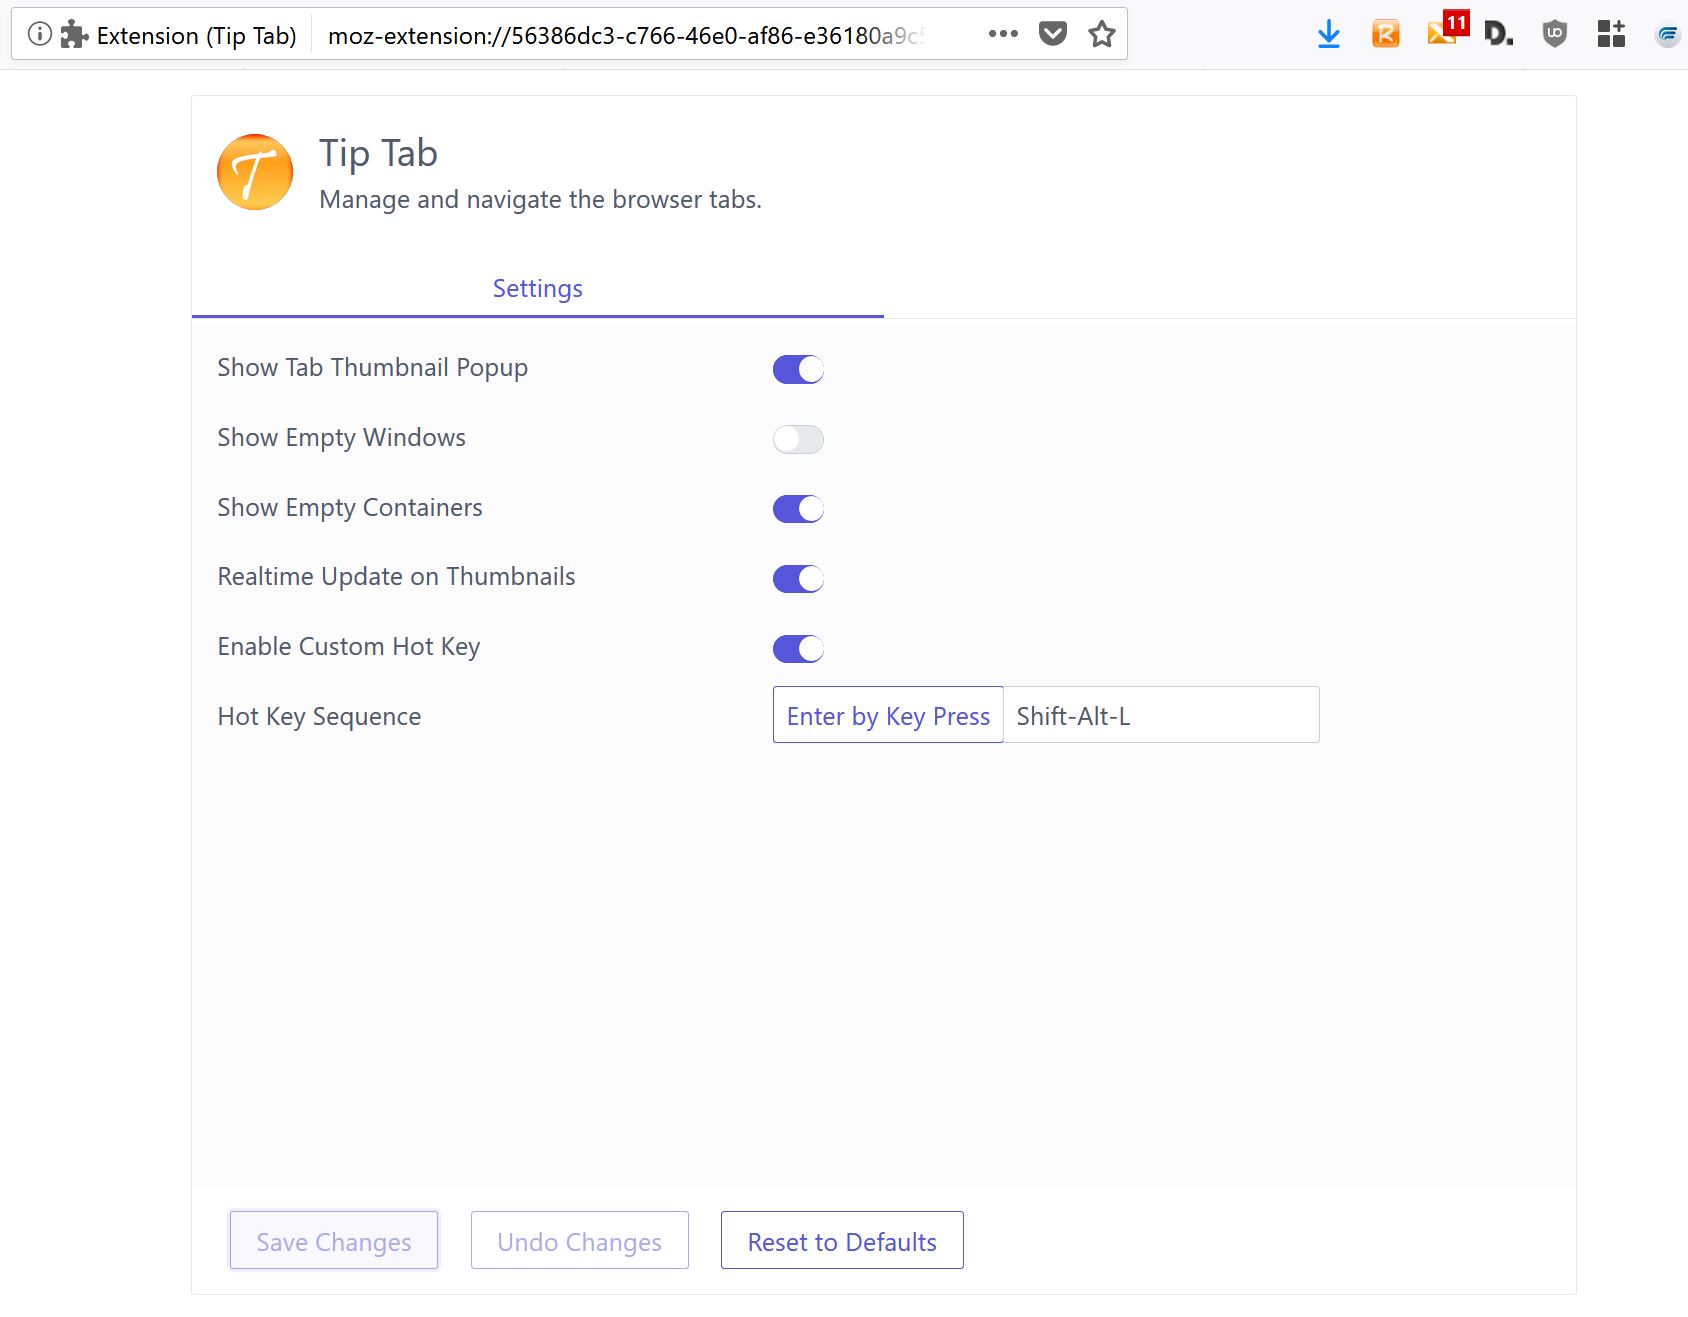 Extension (Tip Tab) moz-extension://56386dc3-c766-46e0-af86-e36180a9c5
11
D.
Tip Tab
Manage and navigate the browser tabs.
Settings
Show Tab Thumbnail Popup
Show Empty Windows
Show Empty Containers
Realtime Update on Thumbnails
Enable Custom Hot Key
Hot Key Sequence Enter by Key Press Shift-Alt-L
Save Changes Undo Changes Reset to Defaults